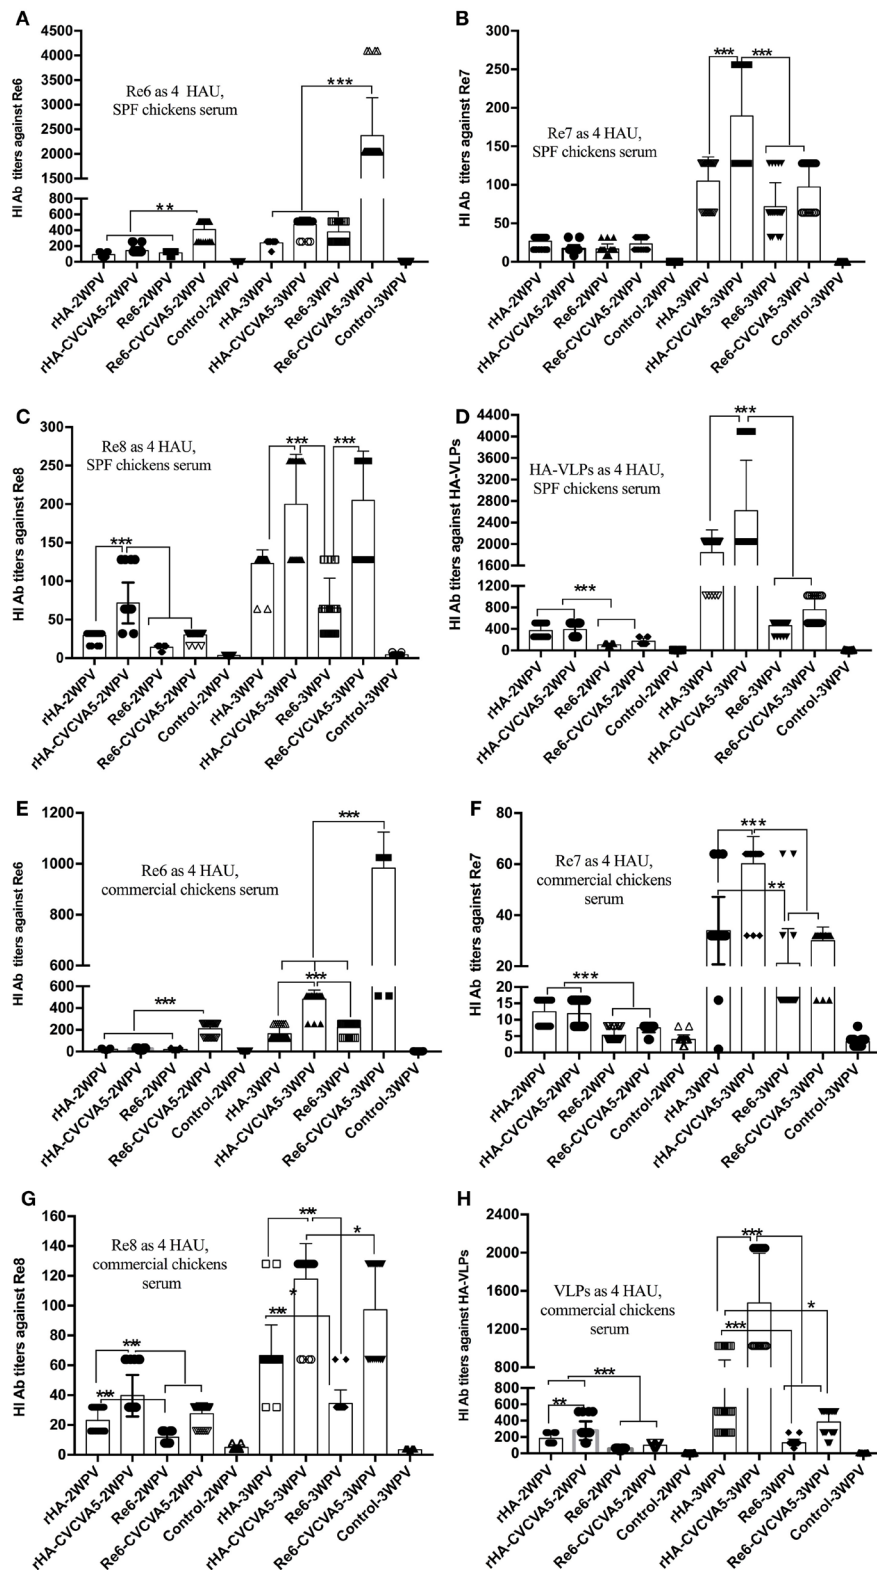 A
HI Ab titers against Re6
4500
4000
3500
3000
2500
2000
800
600
400
200
0
Re6 as 4 HAU,
SPF chickens serum
**
***
rHA-2WPV
rHA-CVCVA5-2WPV
Re6-2WPV
Re6-CVCVA5-2WPV
Control-2WPV
rHA-3WPV
rHA-CVCVA5-3WPV
Re6-3WPV
Re6-CVCVA5-3WPV
Control-3WPV
B
HI Ab titers against Re7
300
250
200
150
100
50
0
Re7 as 4 HAU,
SPF chickens serum
*** ***
rHA-2WPV
rHA-CVCVA5-2WPV
Re6-2WPV
Re6-CVCVA5-2WPV
Control-2WPV
rHA-3WPV
rHA-CVCVA5-3WPV
Re6-3WPV
Re6-CVCVA5-3WPV
Control-3WPV
C
HI Ab titers against Re8
300
250
200
150
100
50
0
Re8 as 4 HAU,
SPF chickens serum
***
*** ***
rHA-2WPV
rHA-CVCVA5-2WPV
Re6-2WPV
Re6-CVCVA5-2WPV
Control-2WPV
rHA-3WPV
rHA-CVCVA5-3WPV
Re6-3WPV
Re6-CVCVA5-3WPV
Control-3WPV
D
HI Ab titers against HA-VLPs
4400
4000
3600
3200
2800
2400
2000
1600
1200
800
400
0
HA-VLPs as 4 HAU,
SPF chickens serum
***
***
rHA-2WPV
rHA-CVCVA5-2WPV
Re6-2WPV
Re6-CVCVA5-2WPV
Control-2WPV
rHA-3WPV
rHA-CVCVA5-3WPV
Re6-3WPV
Re6-CVCVA5-3WPV
Control-3WPV
E
HI Ab titers against Re6
1200
1000
800
600
600
400
200
0
Re6 as 4 HAU,
commercial chickens serum
***
***
***
rHA-2WPV
rHA-CVCVA5-2WPV
Re6-2WPV
Re6-CVCVA5-2WPV
Control-2WPV
rHA-3WPV
rHA-CVCVA5-3WPV
Re6-3WPV
Re6-CVCVA5-3WPV
Control-3WPV
F
HI Ab titers against Re7
80
60
40
20
20
15
10
5
0
Re7 as 4 HAU,
commercial chickens
serum
***
**
***
rHA-2WPV
rHA-CVCVA5-2WPV
Re6-2WPV
Re6-CVCVA5-2WPV
Control-2WPV
rHA-3WPV
rHA-CVCVA5-3WPV
Re6-3WPV
Re6-CVCVA5-3WPV
Control-3WPV
G
HI Ab titers against Re8
160
140
120
100
80
60
40
20
0
Re8 as 4 HAU,
commercial chickens
serum
***
*
*
***
***
***
rHA-2WPV
rHA-CVCVA5-2WPV
Re6-2WPV
Re6-CVCVA5-2WPV
Control-2WPV
rHA-3WPV
rHA-CVCVA5-3WPV
Re6-3WPV
Re6-CVCVA5-3WPV
Control-3WPV
H
HI Ab titers against HA-VLPs
2400
2000
1600
1200
800
800
600
400
200
0
VLPs as 4 HAU,
commercial chickens
serum
***
*
***
***
**
rHA-2WPV
rHA-CVCVA5-2WPV
Re6-2WPV
Re6-CVCVA5-2WPV
Control-2WPV
rHA-3WPV
rHA-CVCVA5-3WPV
Re6-3WPV
Re6-CVCVA5-3WPV
Control-3WPV